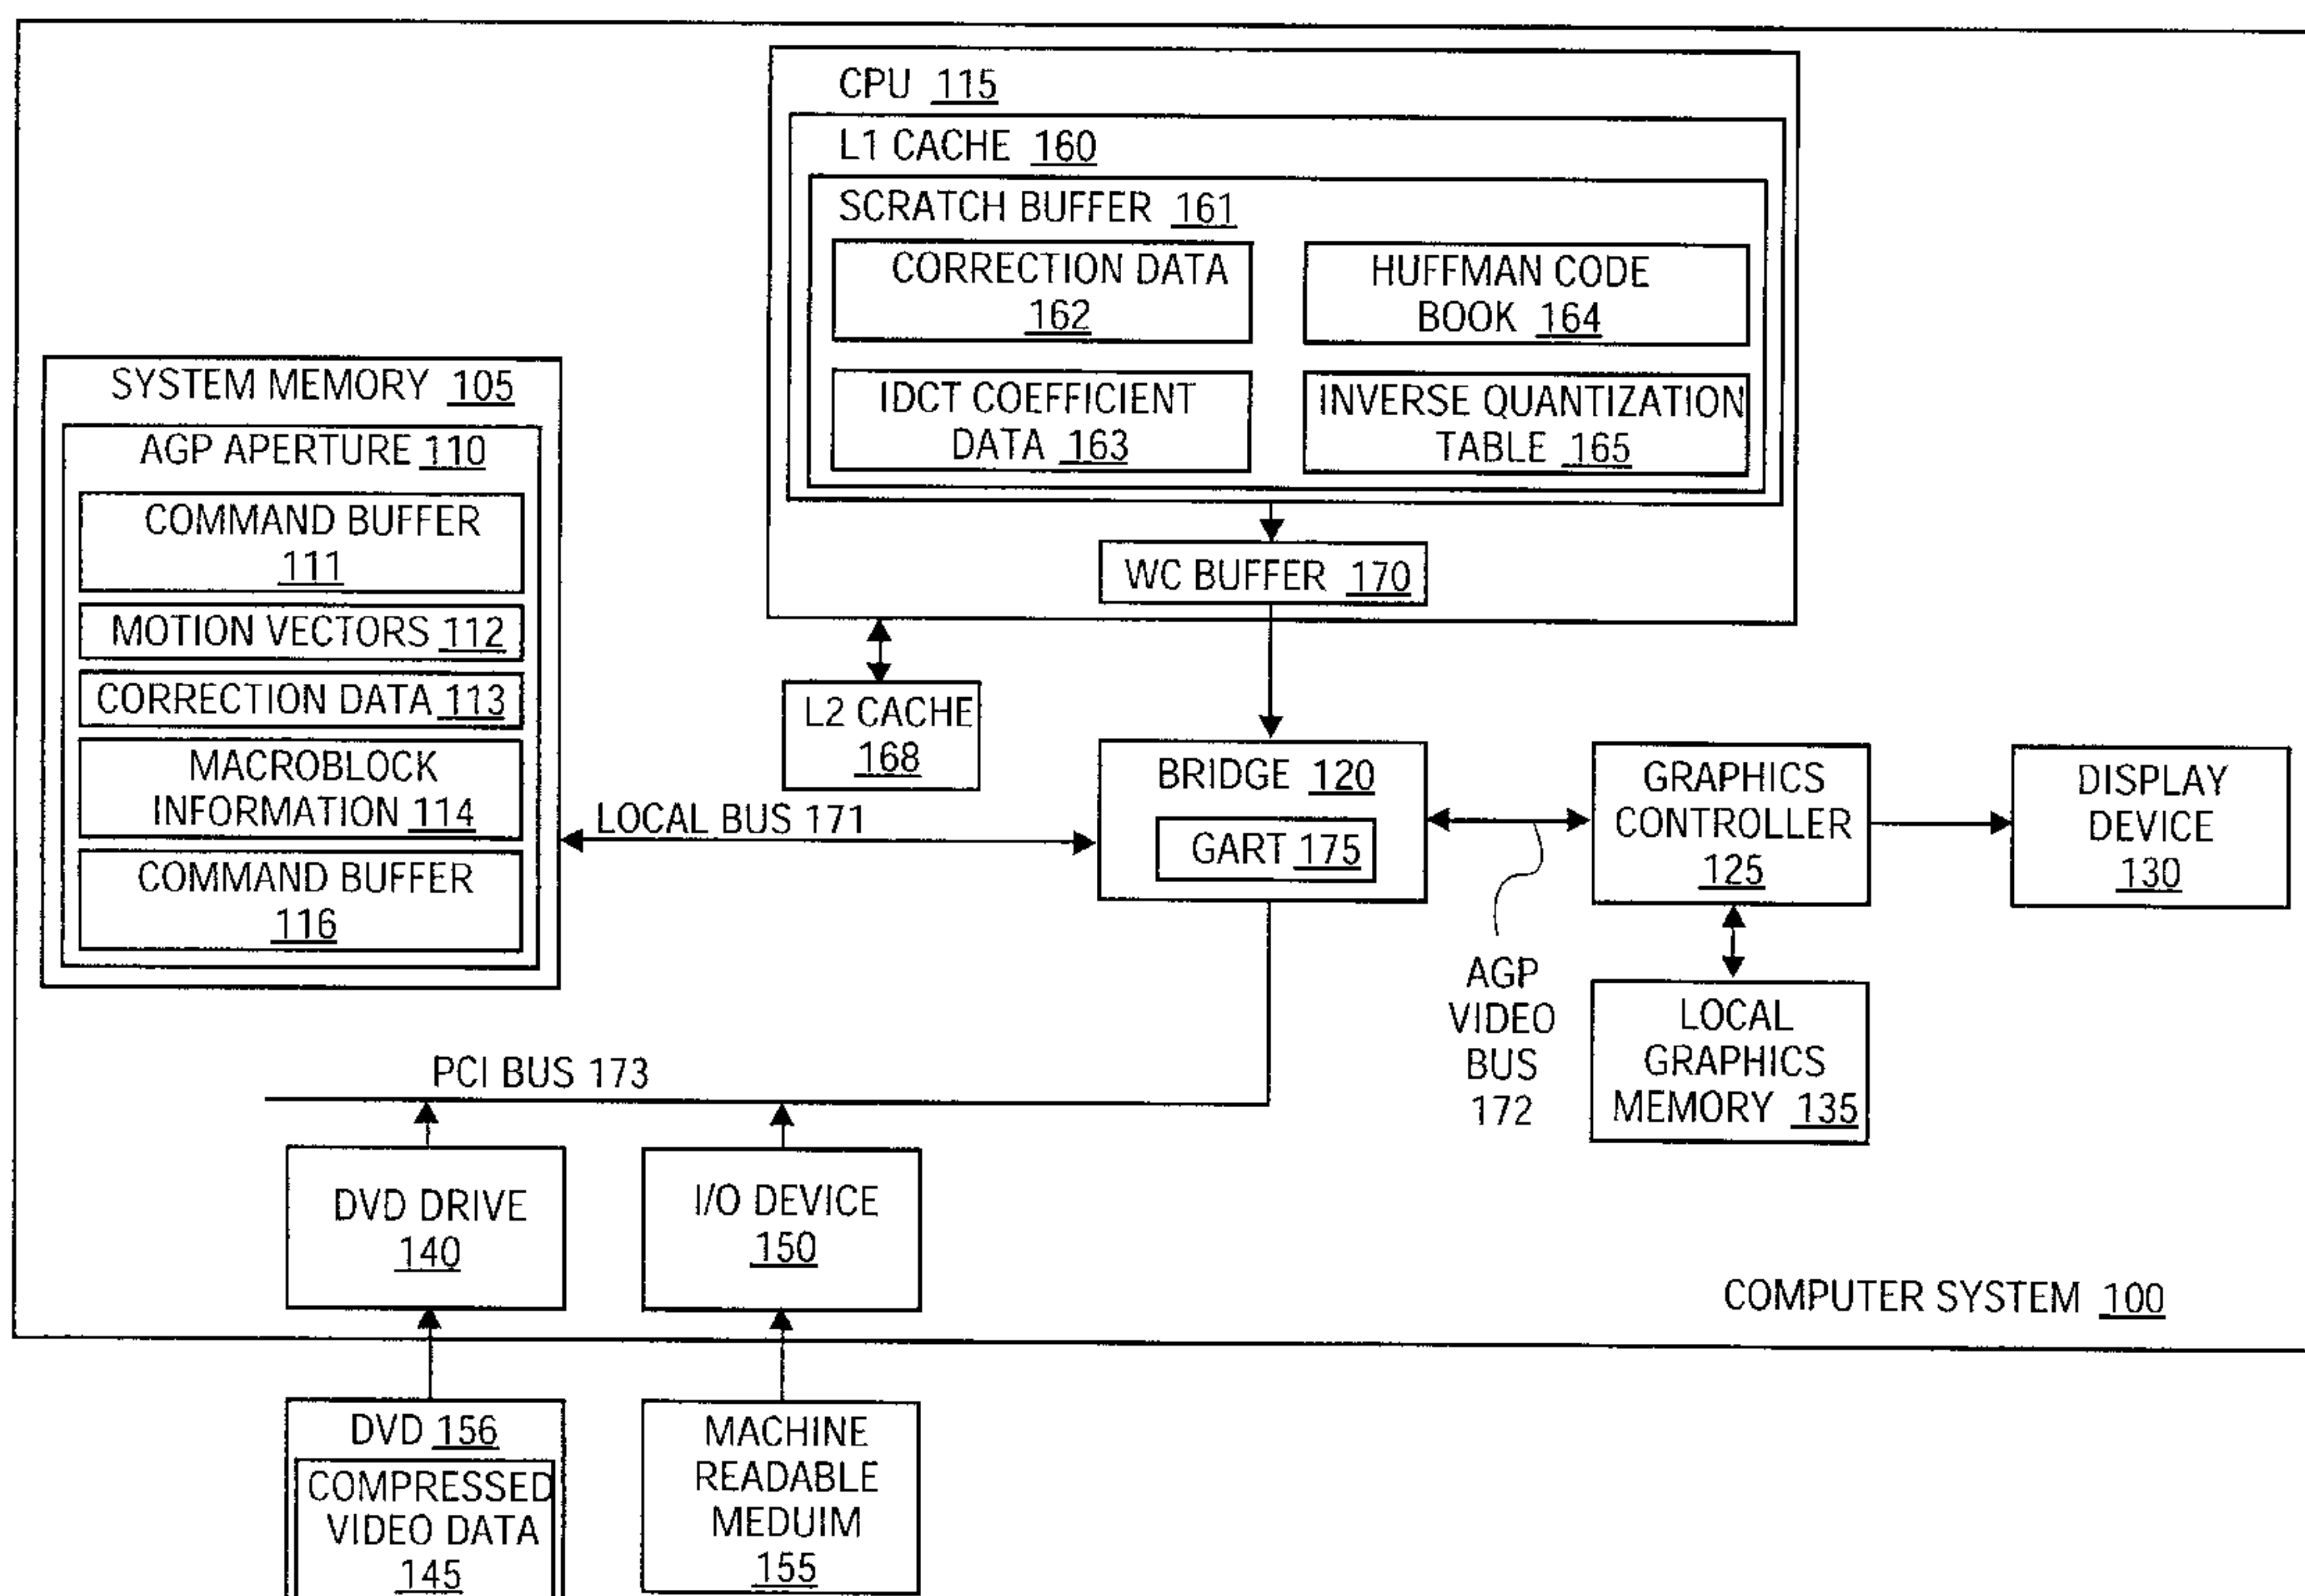 CPU 115
L1 CACHE 160
SCRATCH BUFFER 161
CORRECTION DATA
162
HUFFMAN CODE
BOOK 164
IDCT COEFFICIENT
DATA 163
INVERSE QUANTIZATION
TABLE 165
WC BUFFER 170
SYSTEM MEMORY 105
AGP APERTURE 110
COMMAND BUFFER
111
MOTION VECTORS 112
CORRECTION DATA 113
MACROBLOCK
INFORMATION 114
COMMAND BUFFER
116
L2 CACHE
168
LOCAL BUS 171
BRIDGE 120
GART 175
GRAPHICS
CONTROLLER
125
DISPLAY
DEVICE
130
AGP
VIDEO
BUS
172
LOCAL
GRAPHICS
MEMORY 135
PCI BUS 173
DVD DRIVE
140
I/O DEVICE
150
COMPUTER SYSTEM 100
DVD 156
COMPRESSED
VIDEO DATA
145
MACHINE
READABLE
MEDUIM
155